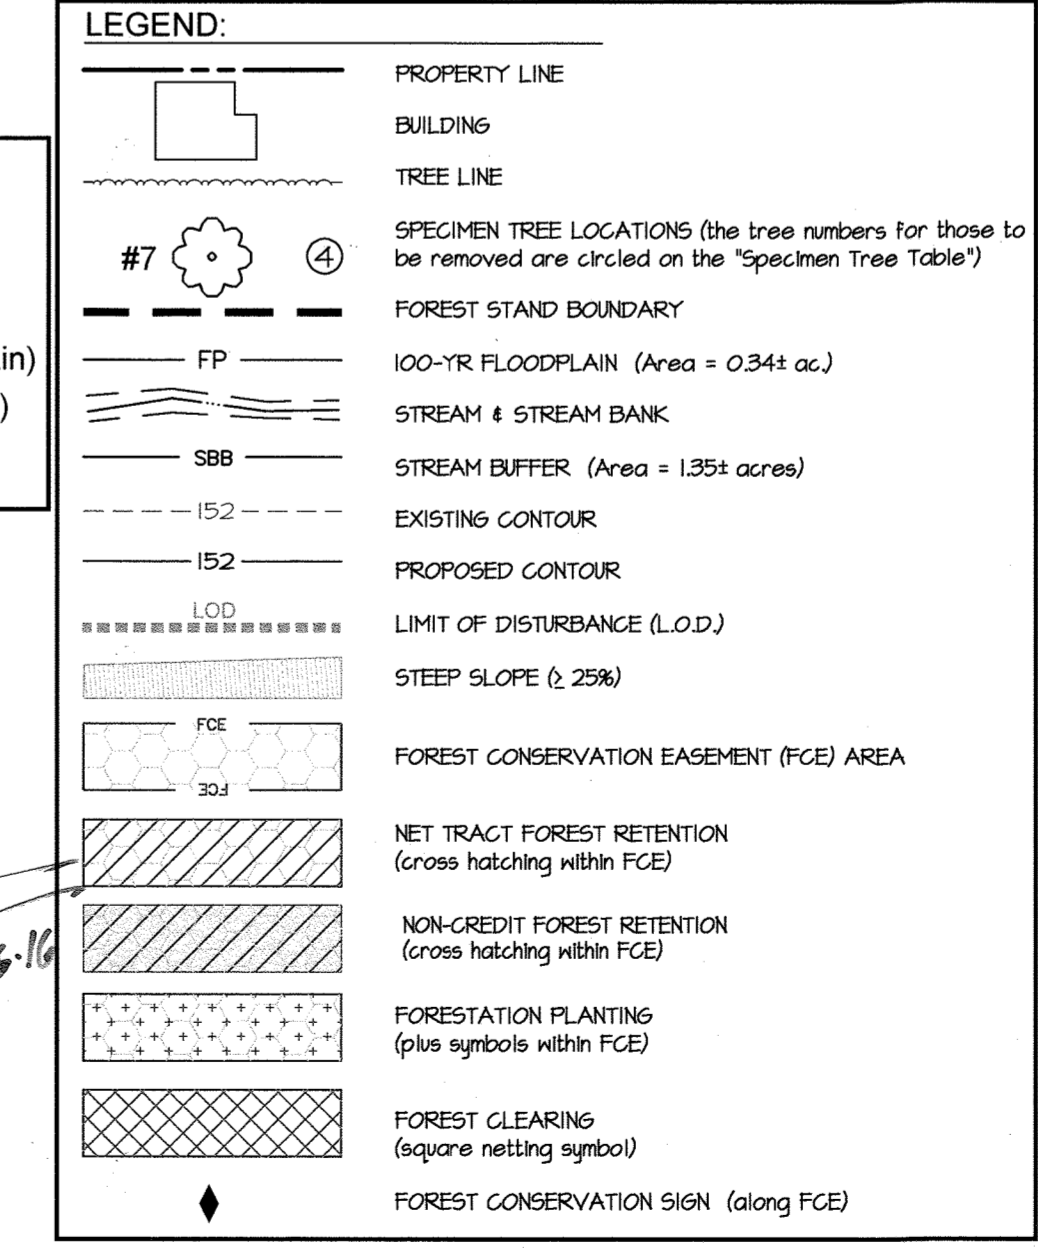 LEGEND:
PROPERTY LINE
BUILDING
TREE LINE
#7 4 SPECIMEN TREE LOCATIONS (the tree numbers for those to
be removed are circled on the "Specimen Tree Table")
FOREST STAND BOUNDARY
FP 100-YR FLOODPLAIN (Area = 0.34± ac.)
STREAM & STREAM BANK
SBB STREAM BUFFER (Area = 1.35± acres)
152 EXISTING CONTOUR
152 PROPOSED CONTOUR
LOD LIMIT OF DISTURBANCE (L.O.D.)
STEEP SLOPE (≥ 25%)
FCE
FOREST CONSERVATION EASEMENT (FCE) AREA
FCE
NET TRACT FOREST RETENTION
(cross hatching within FCE)
NON-CREDIT FOREST RETENTION
(cross hatching within FCE)
FORESTATION PLANTING
(plus symbols within FCE)
FOREST CLEARING
(square netting symbol)
FOREST CONSERVATION SIGN (along FCE)
in)
)